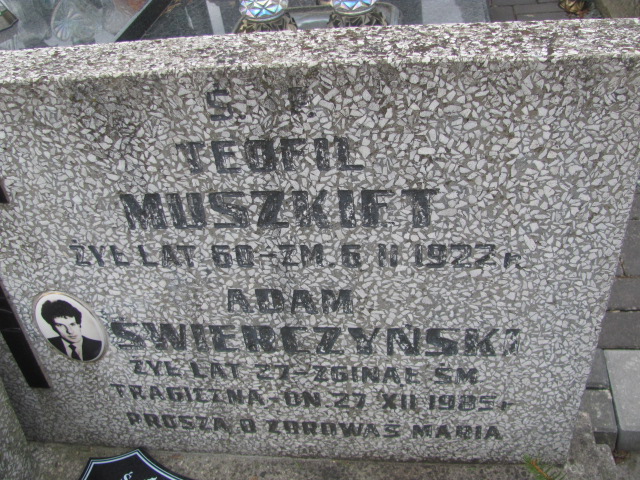 Ś. P.
TEOFIL
MUSZKIET
ŻYŁ LAT 60-ZM. 6 II 1922 r.
ADAM
ŚWIERCZYŃSKI
ŻYŁ LAT 27-ZGINĄŁ ŚM.
TRAGICZNĄ. DN 27 XII 1985 r
PROSZĄ O ZDROWAŚ MARIA